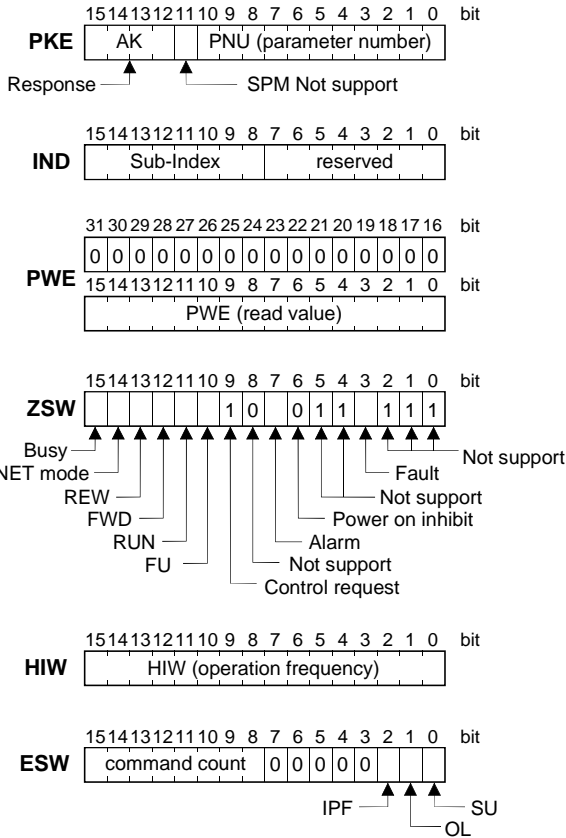 15 14 13 12 11 10 9 8 7 6 5 4 3 2 1 0 bit
PKE AK PNU (parameter number)
Response SPM Not support
15 14 13 12 11 10 9 8 7 6 5 4 3 2 1 0 bit
IND Sub-Index reserved
31 30 29 28 27 26 25 24 23 22 21 20 19 18 17 16 bit
0 0 0 0 0 0 0 0 0 0 0 0 0 0 0 0
PWE 15 14 13 12 11 10 9 8 7 6 5 4 3 2 1 0 bit
PWE (read value)
15 14 13 12 11 10 9 8 7 6 5 4 3 2 1 0 bit
ZSW 1 0 0 1 1 1 1 1
Busy Not support
NET mode Fault
REW Not support
FWD Power on inhibit
RUN Alarm
FU Not support
Control request
15 14 13 12 11 10 9 8 7 6 5 4 3 2 1 0 bit
HIW HIW (operation frequency)
15 14 13 12 11 10 9 8 7 6 5 4 3 2 1 0 bit
ESW command count 0 0 0 0 0
IPF SU
OL